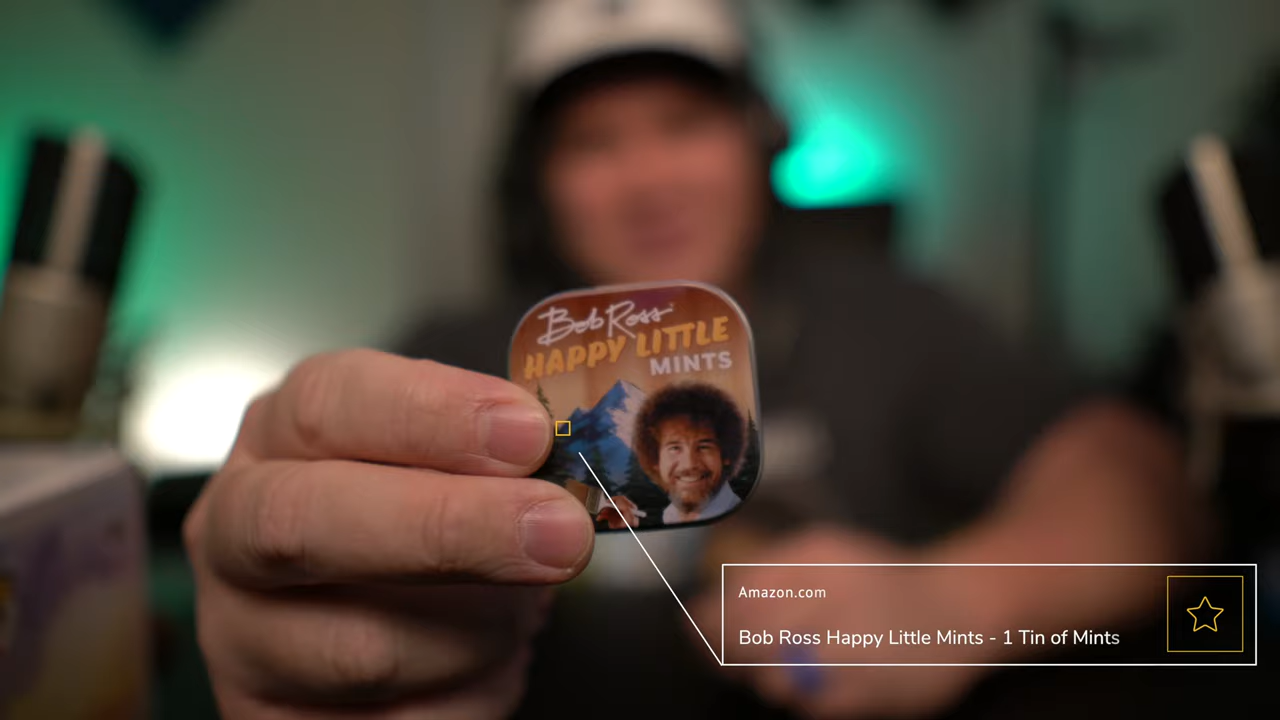 Bob Ross
HAPPY LITTLE
MINTS
Amazon.com
Bob Ross Happy Little Mints - 1 Tin of Mints